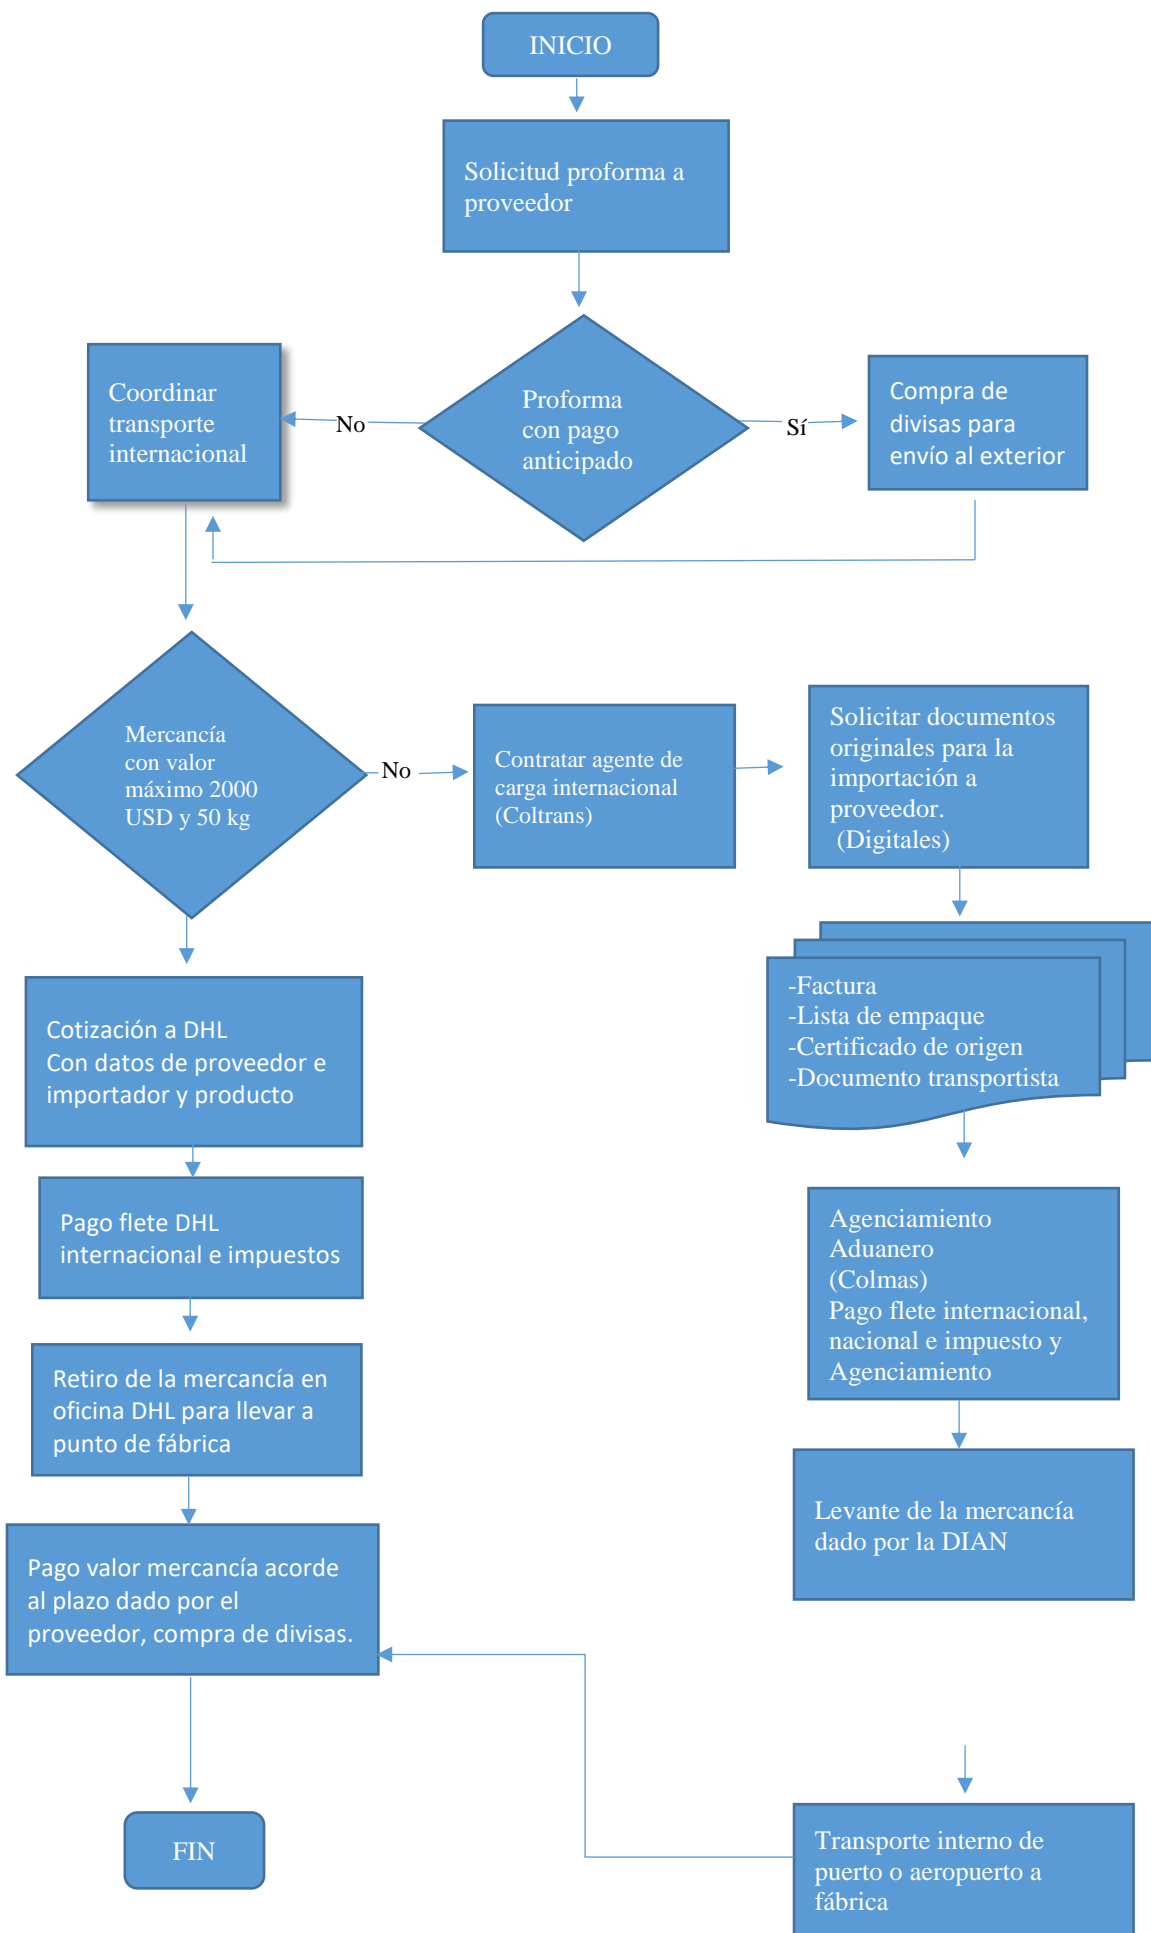 INICIO
Solicitud proforma a
proveedor
Coordinar
transporte
internacional
No
Proforma
con pago
anticipado
Sí
Compra de
divisas para
envío al exterior
Mercancía
con valor
máximo 2000
USD y 50 kg
No
Contratar agente de
carga internacional
(Coltrans)
Solicitar documentos
originales para la
importación a
proveedor.
(Digitales)
-Factura
-Lista de empaque
-Certificado de origen
-Documento transportista
Cotización a DHL
Con datos de proveedor e
importador y producto
Pago flete DHL
internacional e impuestos
Agenciamiento
Aduanero
(Colmas)
Pago flete internacional,
nacional e impuesto y
Agenciamiento
Retiro de la mercancía en
oficina DHL para llevar a
punto de fábrica
Levante de la mercancía
dado por la DIAN
Pago valor mercancía acorde
al plazo dado por el
proveedor, compra de divisas.
FIN
Transporte interno de
puerto o aeropuerto a
fábrica